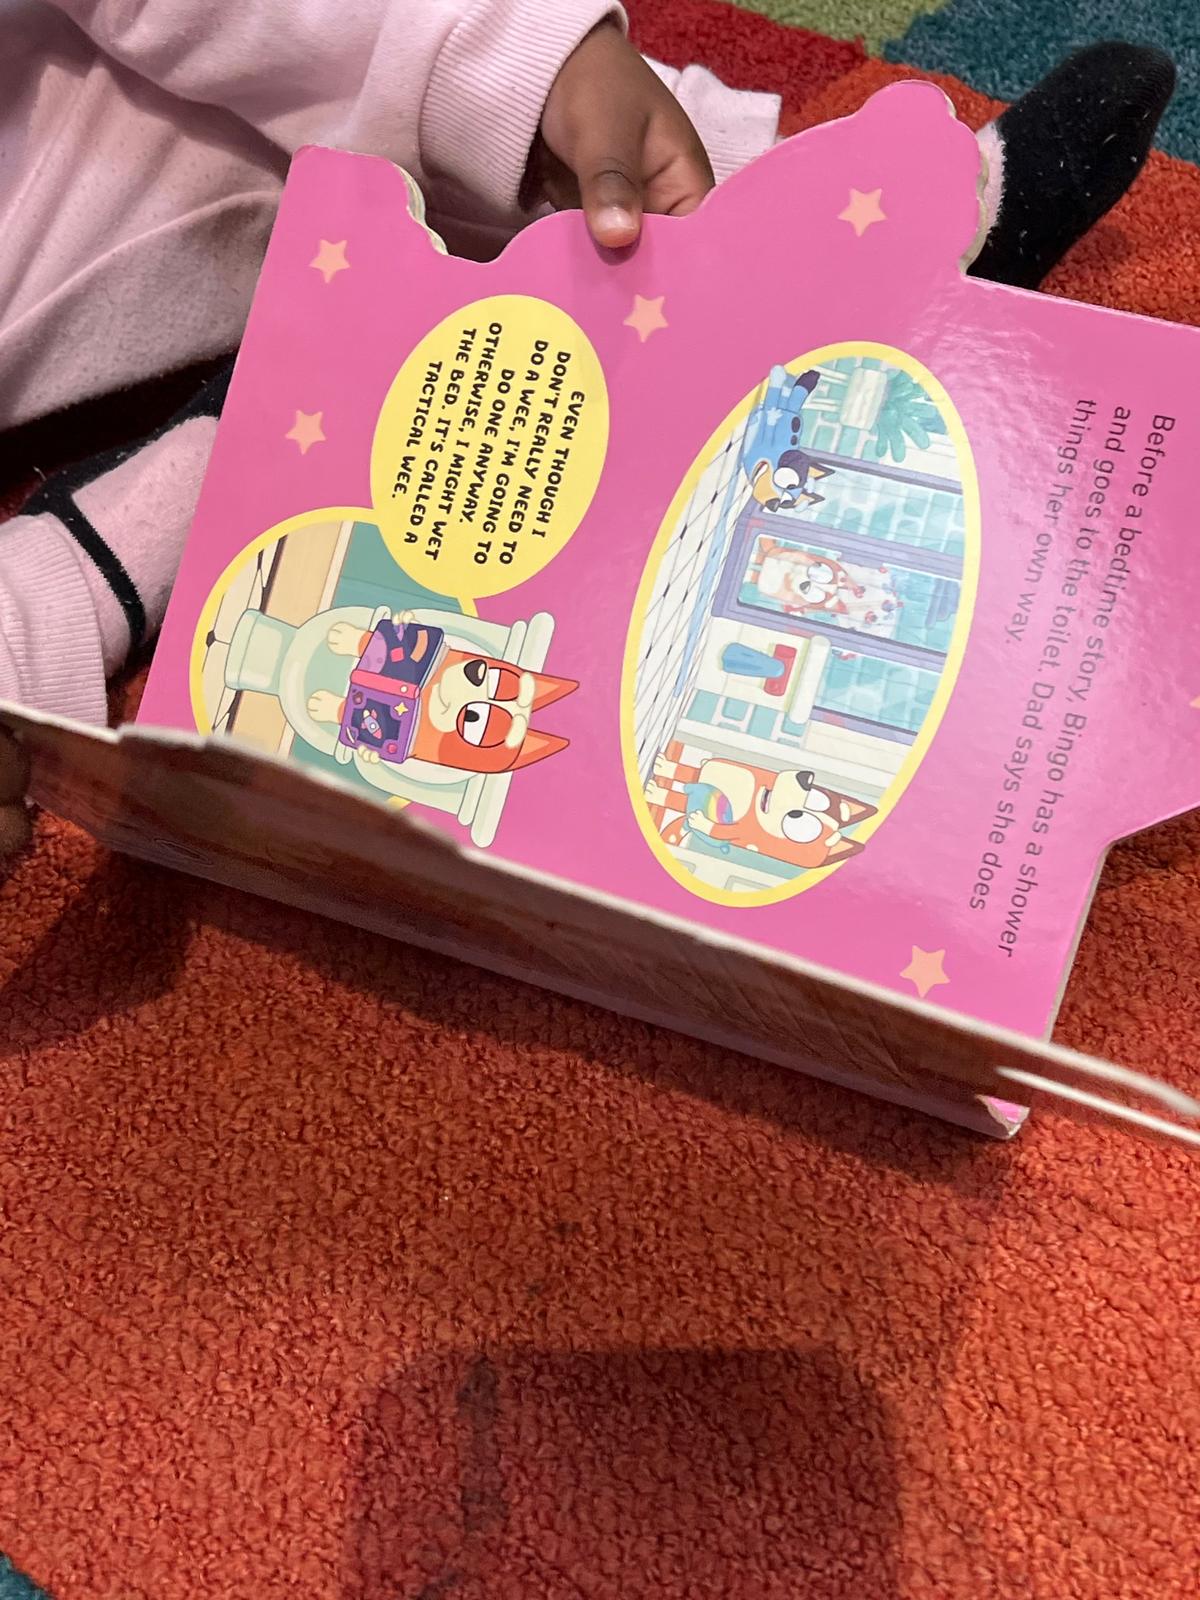 Before a bedtime story, Bingo has a shower
and goes to the toilet. Dad says she does
things her own way.
EVEN THOUGH I
DON'T REALLY NEED TO
DO A WEE, I'M GOING TO
DO ONE ANYWAY.
OTHERWISE, I MIGHT WET
THE BED. IT'S CALLED A
TACTICAL WEE.